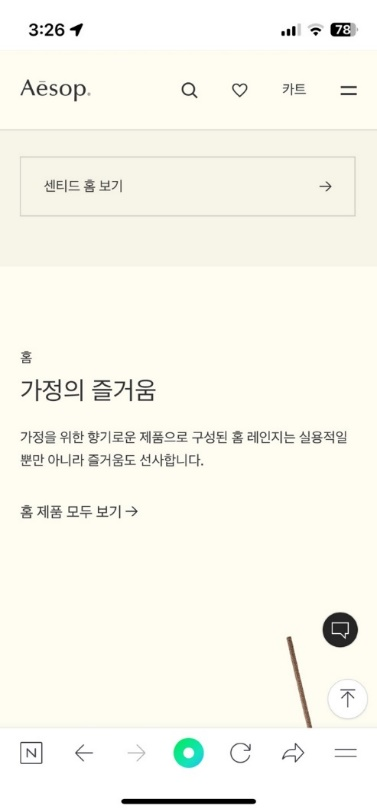 3:26
78
Aēsop.
카트
센티드 홈 보기
홈
가정의 즐거움
가정을 위한 향기로운 제품으로 구성된 홈 레인지는 실용적일
뿐만 아니라 즐거움도 선사합니다.
홈 제품 모두 보기
N